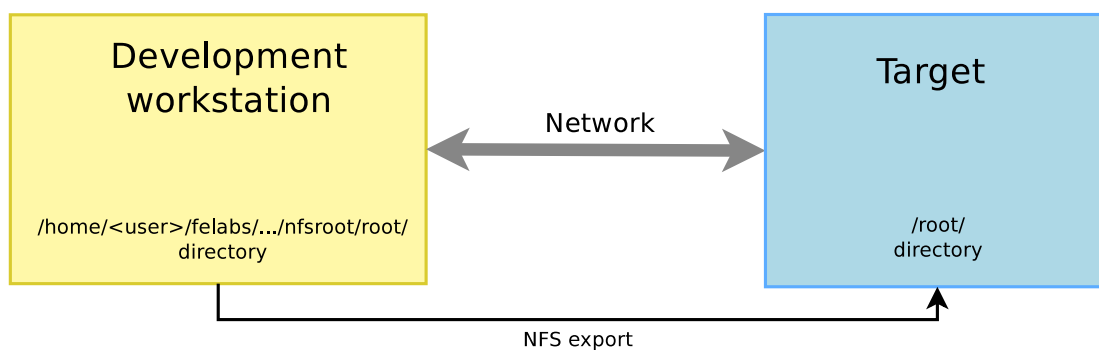 Development
workstation
/home/<user>/felabs/.../nfsroot/root/
directory
Network
Target
/root/
directory
NFS export